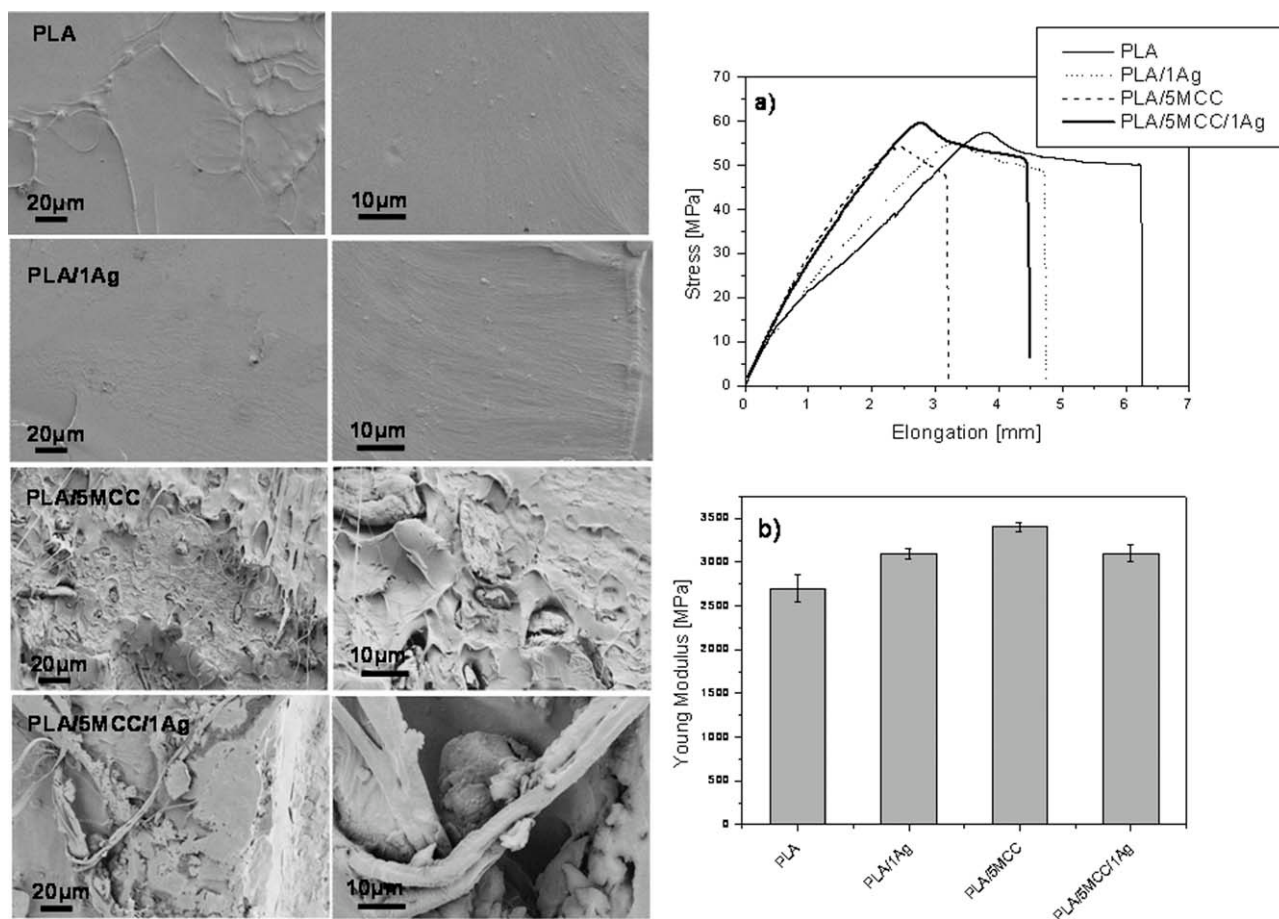 PLA
20µm
10µm
PLA/1Ag
20µm
10µm
PLA/5MCC
20µm
10µm
PLA/5MCC/1Ag
20µm
10µm
PLA
PLA/1Ag
PLA/5MCC
PLA/5MCC/1Ag
a)
70
60
50
40
30
20
10
0
Stress [MPa]
0 1 2 3 4 5 6 7
Elongation [mm]
b)
3500
3000
2500
2000
1500
1000
500
0
Young Modulus [MPa]
PLA
PLA/1Ag
PLA/5MCC
PLA/5MCC/1Ag